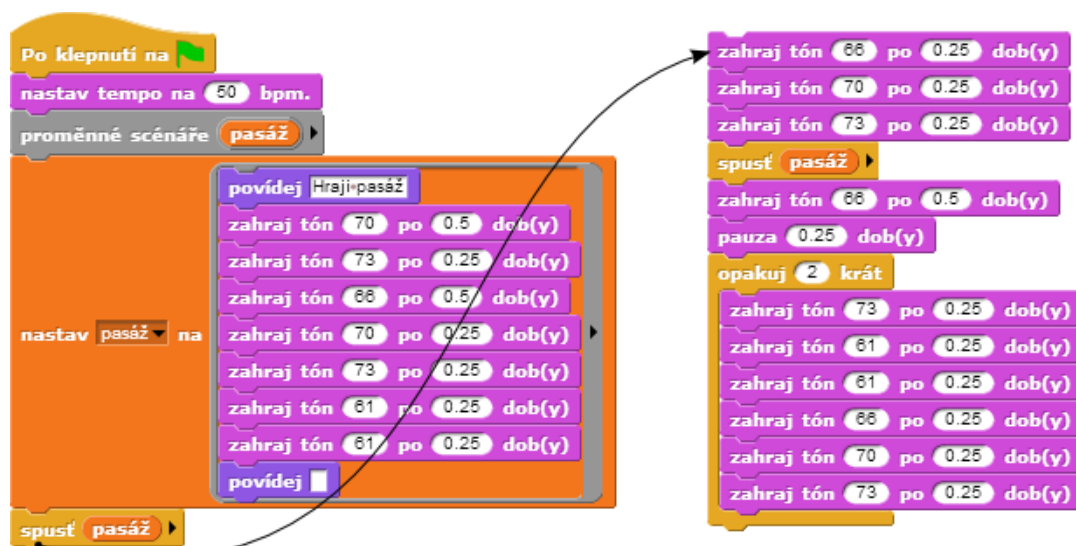 Po klepnutí na
nastav tempo na 50 bpm.
proměnné scénáře pasáž
nastav pasáž na
povídej Hraji pasáž
zahraj tón 70 po 0.5 dob(y)
zahraj tón 73 po 0.25 dob(y)
zahraj tón 66 po 0.5 dob(y)
zahraj tón 70 po 0.25 dob(y)
zahraj tón 73 po 0.25 dob(y)
zahraj tón 61 po 0.25 dob(y)
zahraj tón 61 po 0.25 dob(y)
povídej
spusť pasáž
zahraj tón 66 po 0.25 dob(y)
zahraj tón 70 po 0.25 dob(y)
zahraj tón 73 po 0.25 dob(y)
spusť pasáž
zahraj tón 66 po 0.5 dob(y)
pauza 0.25 dob(y)
opakuj 2 krát
zahraj tón 73 po 0.25 dob(y)
zahraj tón 61 po 0.25 dob(y)
zahraj tón 61 po 0.25 dob(y)
zahraj tón 66 po 0.25 dob(y)
zahraj tón 70 po 0.25 dob(y)
zahraj tón 73 po 0.25 dob(y)